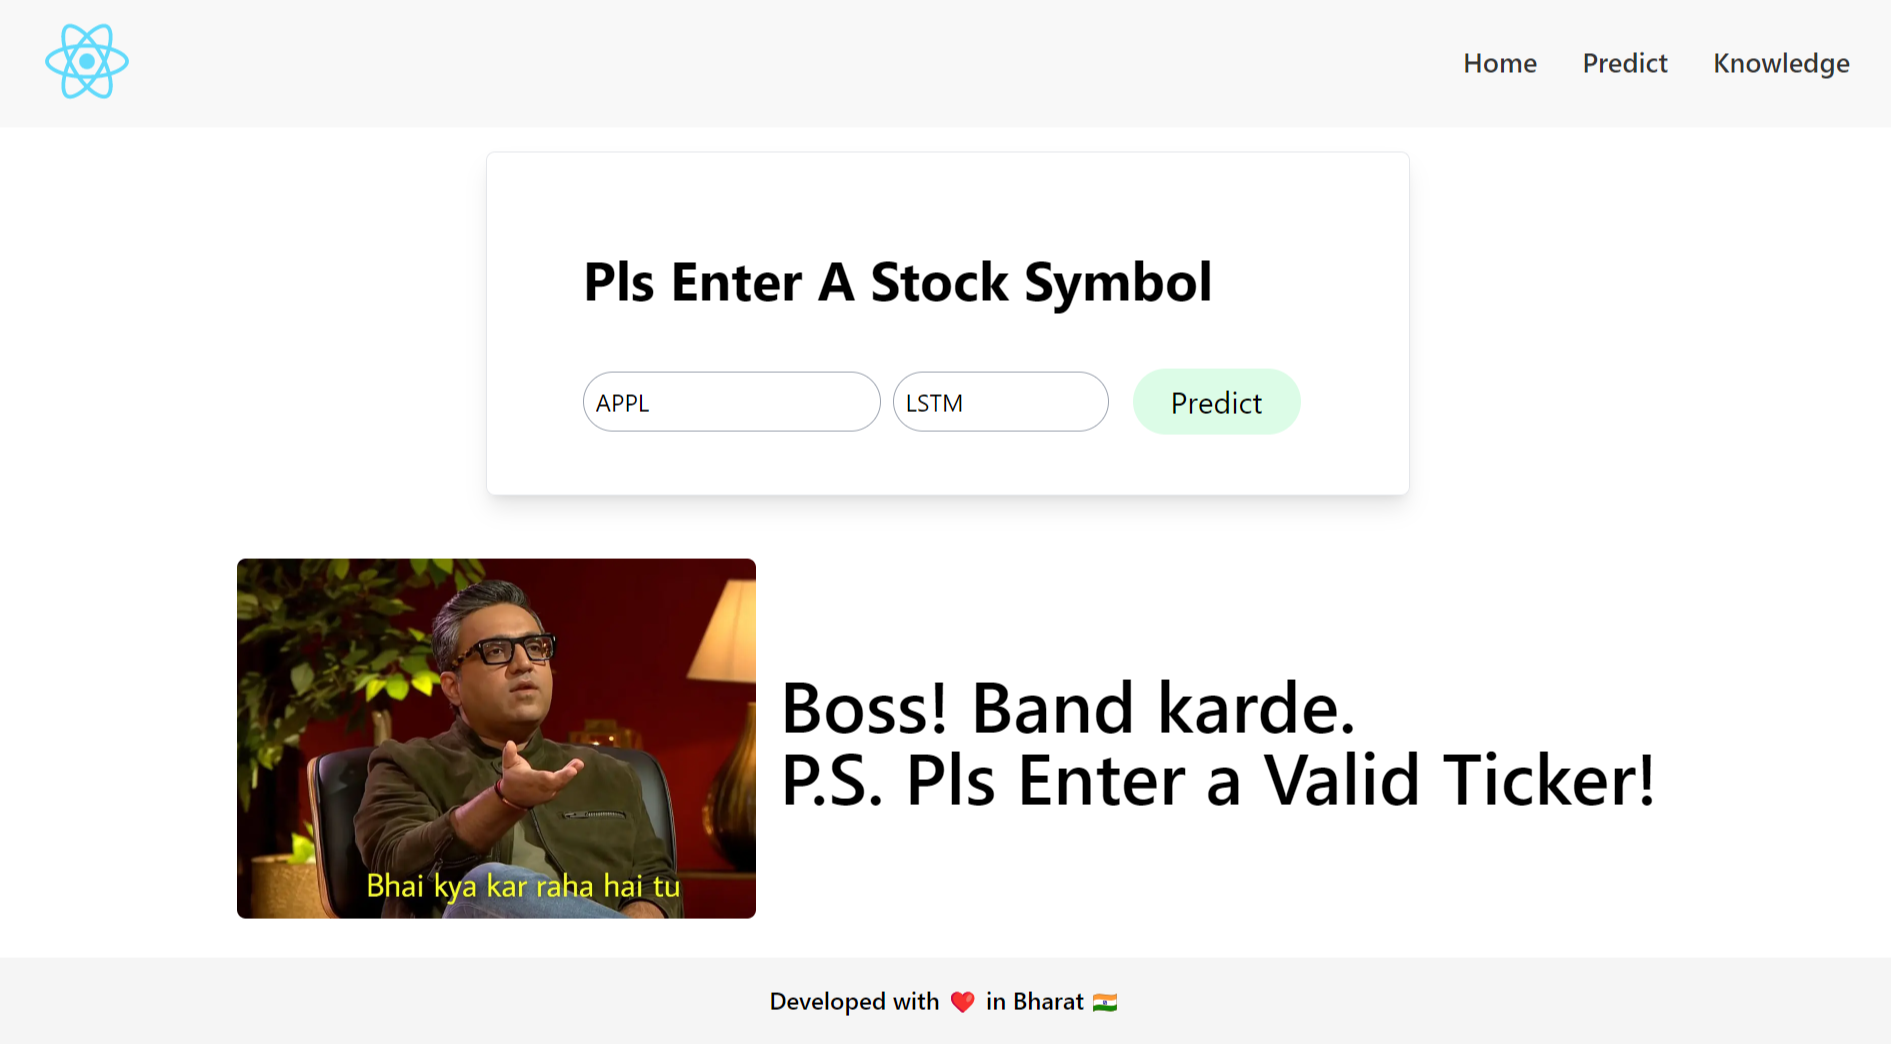 Home Predict Knowledge
Pls Enter A Stock Symbol
APPL LSTM Predict
Boss! Band karde.
P.S. Pls Enter a Valid Ticker!
Bhai kya kar raha hai tu
Developed with ❤️ in Bharat 🇮🇳